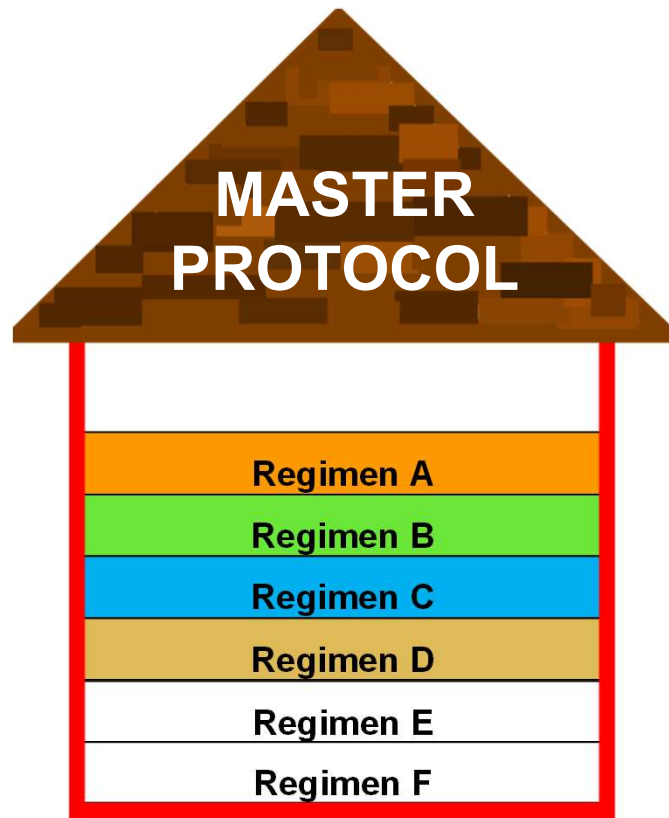 MASTER
PROTOCOL
Regimen A
Regimen B
Regimen C
Regimen D
Regimen E
Regimen F